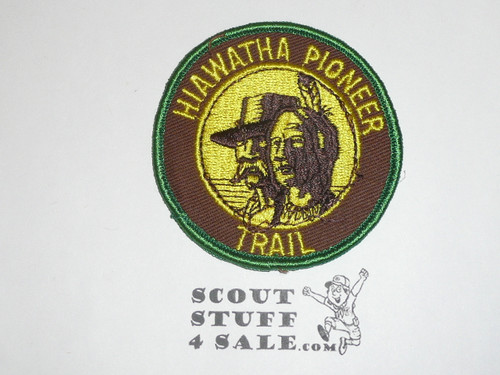 HIAWATHA PIONEER
TRAIL
SCOUT
STUFF
4 SALE.COM